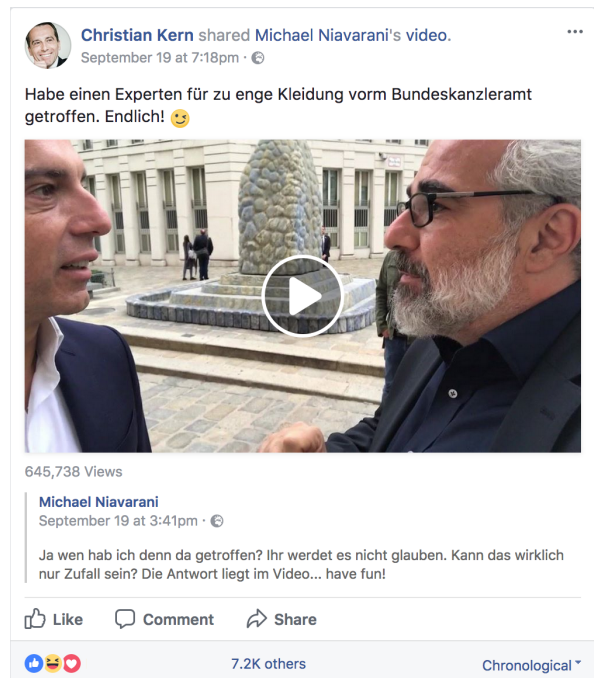 Christian Kern shared Michael Niavarani's video.
September 19 at 7:18pm ·
Habe einen Experten für zu enge Kleidung vorm Bundeskanzleramt
getroffen. Endlich! 😉
645,738 Views
Michael Niavarani
September 19 at 3:41pm ·
Ja wen hab ich denn da getroffen? Ihr werdet es nicht glauben. Kann das wirklich
nur Zufall sein? Die Antwort liegt im Video... have fun!
Like Comment Share
7.2K others Chronological